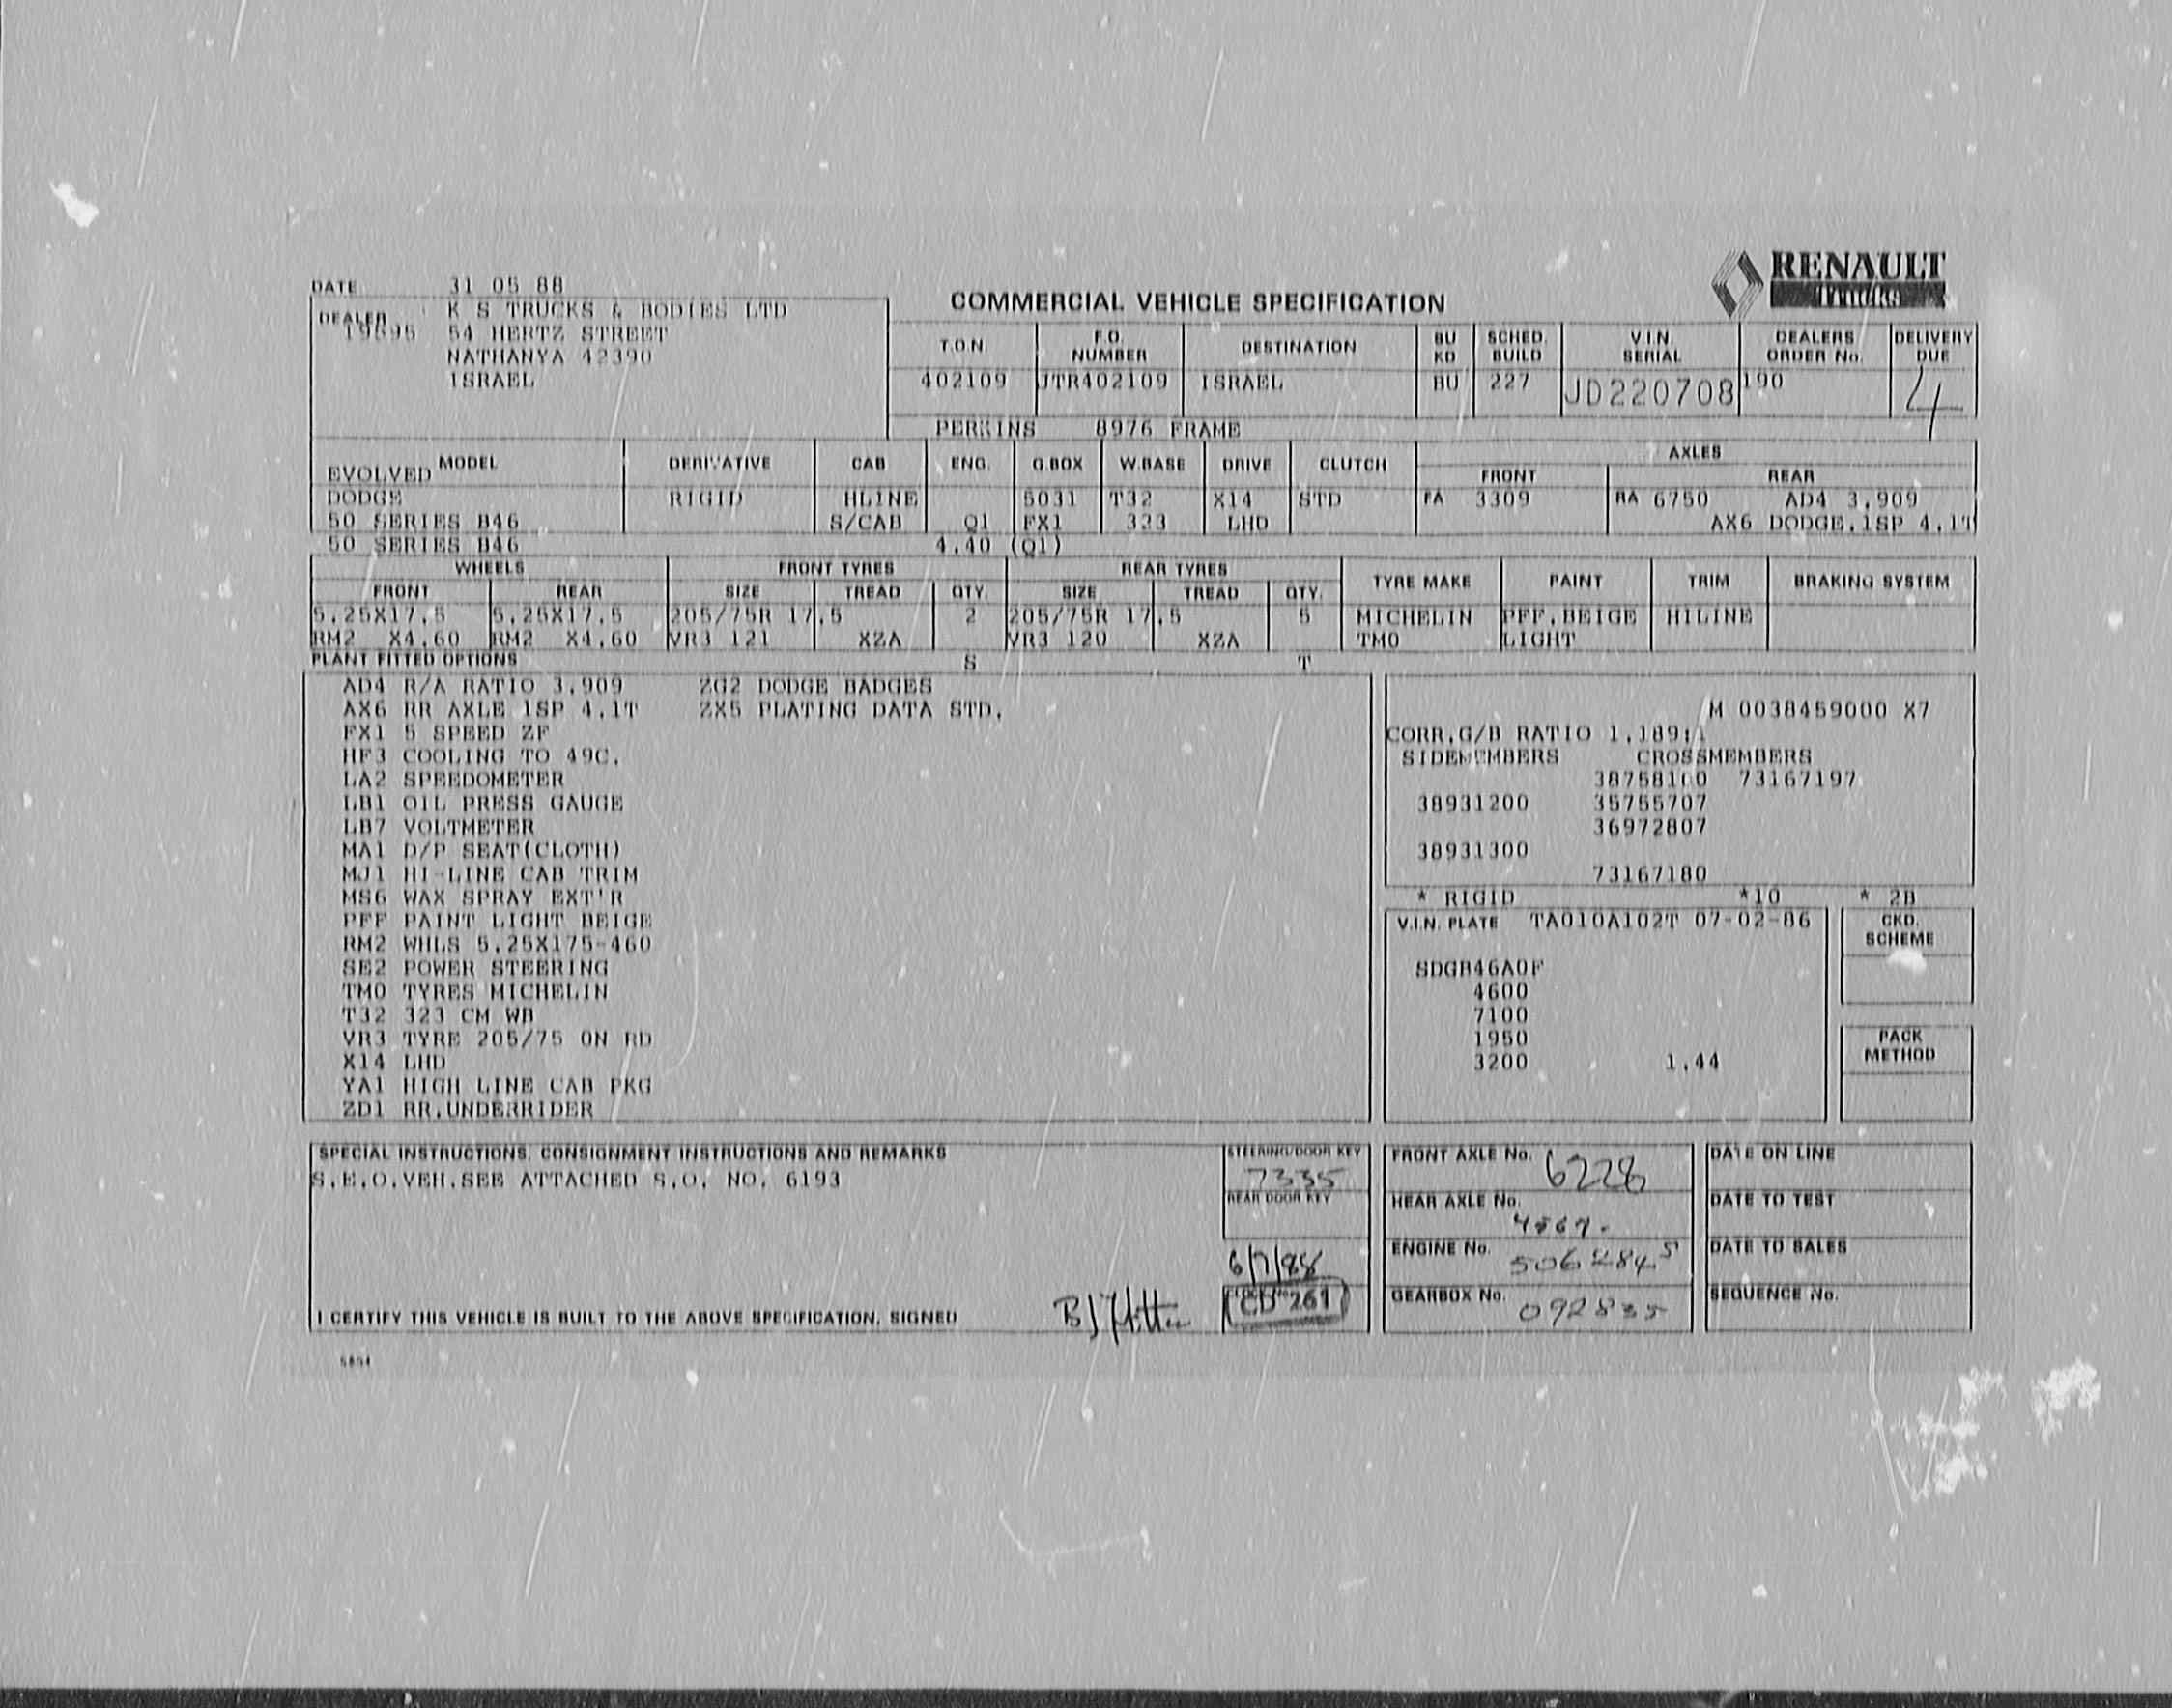 RENAULT
Trucks
DATE 31 05 88
DEALER K S TRUCKS & BODIES LTD
54 HERTZ STREET
NATHANYA 42390
ISRAEL
COMMERCIAL VEHICLE SPECIFICATION
T.O.N. F.O. NUMBER DESTINATION BU KD SCHED. BUILD V.I.N. SERIAL DEALERS ORDER No. DELIVERY DUE
402109 JTR402109 ISRAEL BU 227 JD220708 190 4
PERKINS 8976 FRAME
MODEL DERIVATIVE CAB ENG. G.BOX W.BASE DRIVE CLUTCH AXLES
FRONT REAR
EVOLVED
DODGE RIGID HLINE 5031 T32 X14 STD FA 3309 RA 6750 AD4 3.909
50 SERIES B46 S/CAB Q1 FX1 323 LHD AX6 DODGE.1SP 4.1T
50 SERIES B46 4.40 (Q1)
WHEELS FRONT TYRES REAR TYRES TYRE MAKE PAINT TRIM BRAKING SYSTEM
FRONT REAR SIZE TREAD QTY. SIZE TREAD QTY.
5.25X17.5 5.25X17.5 205/75R 17.5 2 205/75R 17.5 5 MICHELIN PFF.BEIGE HILINE
RM2 X4.60 RM2 X4.60 VR3 121 XZA VR3 120 XZA TMO LIGHT
PLANT FITTED OPTIONS S T
AD4 R/A RATIO 3.909 ZG2 DODGE BADGES
AX6 RR AXLE 1SP 4.1T ZX5 PLATING DATA STD.
FX1 5 SPEED ZF
HF3 COOLING TO 49C.
LA2 SPEEDOMETER
LB1 OIL PRESS GAUGE
LB7 VOLTMETER
MA1 D/P SEAT(CLOTH)
MJ1 HI-LINE CAB TRIM
MS6 WAX SPRAY EXT'R
PFF PAINT LIGHT BEIGE
RM2 WHLS 5.25X175-460
SE2 POWER STEERING
TMO TYRES MICHELIN
T32 323 CM WB
VR3 TYRE 205/75 ON RD
X14 LHD
YA1 HIGH LINE CAB PKG
ZD1 RR.UNDERRIDER
M 0038459000 X7
CORR.G/B RATIO 1.189:1
SIDEMEMBERS CROSSMEMBERS
73167197
38931200 35755707
36972807
38931300
73167180
* RIGID *10 * 2B
V.I.N. PLATE TA010A102T 07-02-86
SDGB46A0F
4600
7100
1950
3200 1.44
CKD. SCHEME
PACK METHOD
SPECIAL INSTRUCTIONS, CONSIGNMENT INSTRUCTIONS AND REMARKS
S.E.O.VEH.SEE ATTACHED S.O. NO. 6193
STEERING/DOOR KEY
7335
REAR DOOR KEY
6/7/88
CD 261
I CERTIFY THIS VEHICLE IS BUILT TO THE ABOVE SPECIFICATION. SIGNED
FRONT AXLE No. 6228
REAR AXLE No.
ENGINE No.
GEARBOX No. 092835
DATE ON LINE
DATE TO TEST
DATE TO SALES
SEQUENCE No.